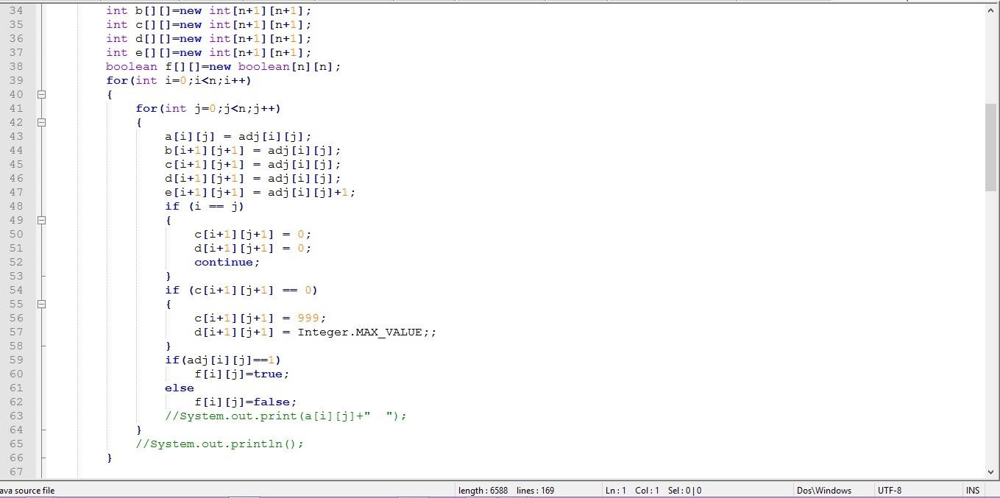 34 int b[][]=new int[n+1][n+1];
35 int c[][]=new int[n+1][n+1];
36 int d[][]=new int[n+1][n+1];
37 int e[][]=new int[n+1][n+1];
38 boolean f[][]=new boolean[n][n];
39 for(int i=0;i<n;i++)
40 {
41 for(int j=0;j<n;j++)
42 {
43 a[i][j] = adj[i][j];
44 b[i+1][j+1] = adj[i][j];
45 c[i+1][j+1] = adj[i][j];
46 d[i+1][j+1] = adj[i][j];
47 e[i+1][j+1] = adj[i][j]+1;
48 if (i == j)
49 {
50 c[i+1][j+1] = 0;
51 d[i+1][j+1] = 0;
52 continue;
53 }
54 if (c[i+1][j+1] == 0)
55 {
56 c[i+1][j+1] = 999;
57 d[i+1][j+1] = Integer.MAX_VALUE;;
58 }
59 if(adj[i][j]==1)
60 f[i][j]=true;
61 else
62 f[i][j]=false;
63 //System.out.print(a[i][j]+"  ");
64 }
65 //System.out.println();
66 }
67
ava source file length : 6588 lines : 169 Ln : 1 Col : 1 Sel : 0 | 0 Dos\Windows UTF-8 INS